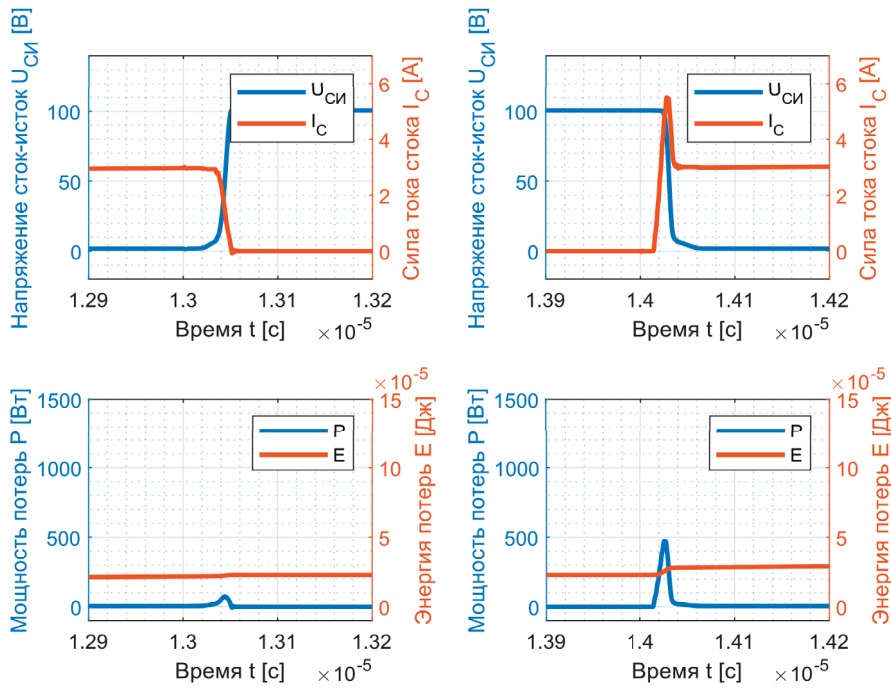 Напряжение сток-исток U_СИ [В]
100
50
0
6
4
2
0
Сила тока стока I_C [А]
U_СИ
I_C
1.29 1.3 1.31 1.32
Время t [с] ×10^-5
Напряжение сток-исток U_СИ [В]
100
50
0
6
4
2
0
Сила тока стока I_C [А]
U_СИ
I_C
1.39 1.4 1.41 1.42
Время t [с] ×10^-5
Мощность потерь P [Вт]
1500
1000
500
0
×10^-5
15
10
5
0
Энергия потерь E [Дж]
P
E
1.29 1.3 1.31 1.32
Время t [с] ×10^-5
Мощность потерь P [Вт]
1500
1000
500
0
×10^-5
15
10
5
0
Энергия потерь E [Дж]
P
E
1.39 1.4 1.41 1.42
Время t [с] ×10^-5